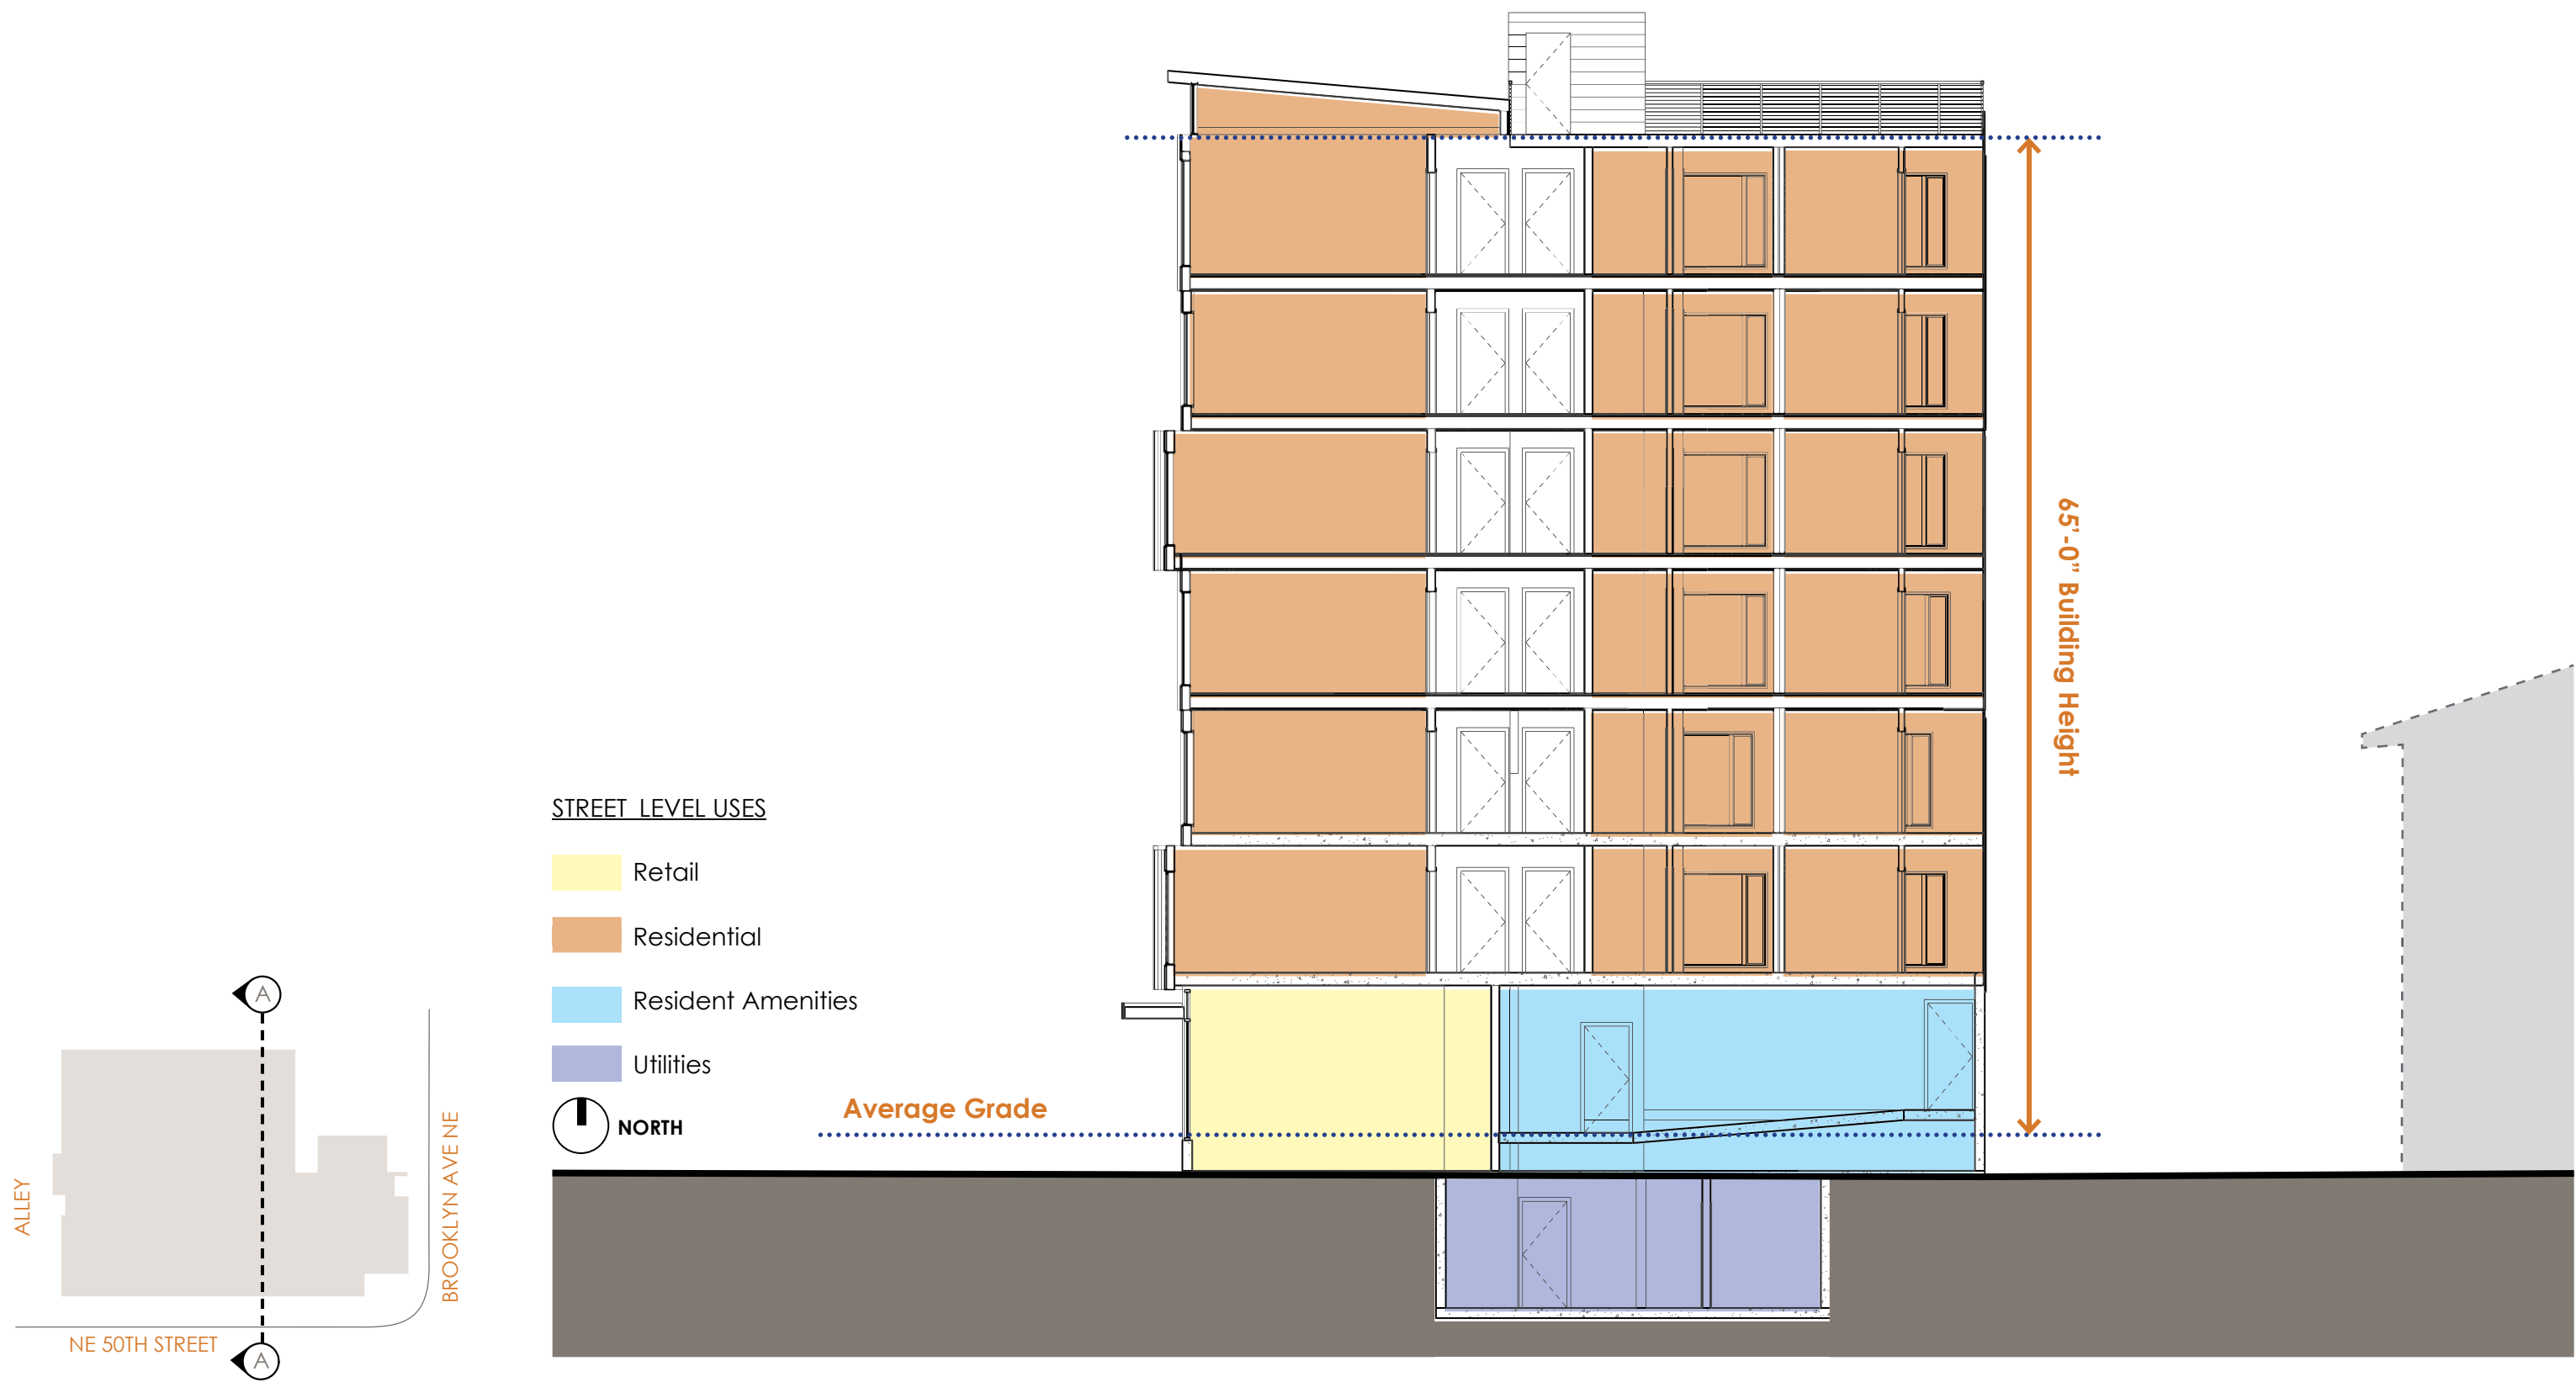 65'-0” Building Height
STREET LEVEL USES
Retail
Residential
Resident Amenities
Utilities
NORTH
Average Grade
A
ALLEY
BROOKLYN AVE NE
NE 50TH STREET
A